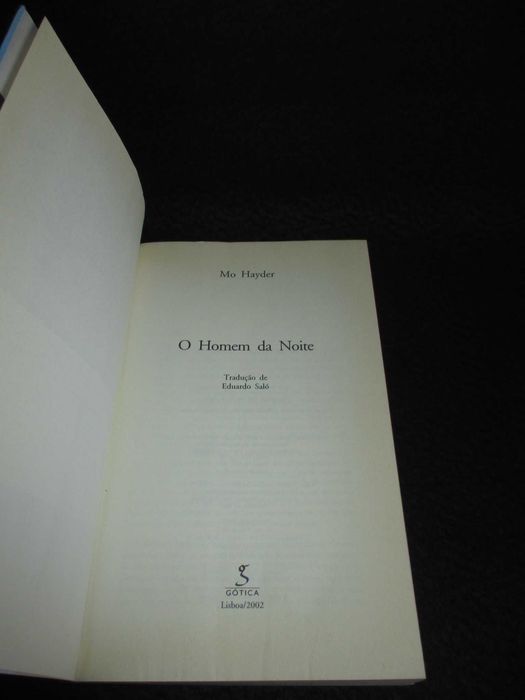 Mo Hayder
O Homem da Noite
Tradução de
Eduardo Saló
g
GÓTICA
Lisboa/2002